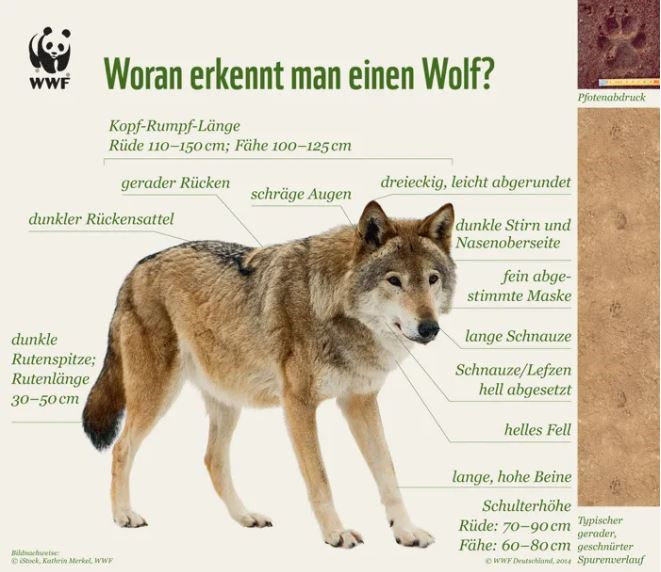 WWF
Woran erkennt man einen Wolf?
Pfotenabdruck
Kopf-Rumpf-Länge
Rüde 110–150 cm; Fähe 100–125 cm
gerader Rücken
schräge Augen
dreieckig, leicht abgerundet
dunkler Rückensattel
dunkle Stirn und
Nasenoberseite
fein abge-
stimmte Maske
lange Schnauze
dunkle
Rutenspitze;
Rutenlänge
30–50 cm
Schnauze/Lefzen
hell abgesetzt
helles Fell
lange, hohe Beine
Schulterhöhe
Rüde: 70–90 cm
Fähe: 60–80 cm
Typischer
gerader,
geschnürter
Spurenverlauf
Bildnachweise:
© iStock, Kathrin Merkel, WWF
© WWF Deutschland, 2014